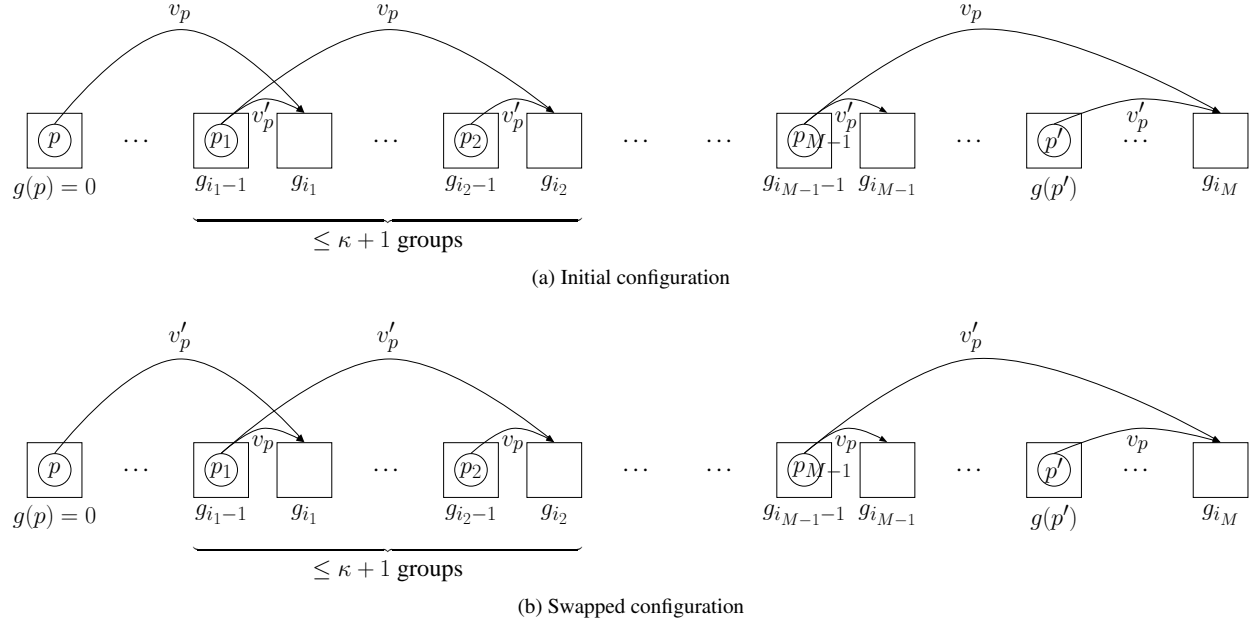 v_p v_p v_p
v'_p v'_p v'_p v'_p
p ⋯ p_1 ⋯ p_2 ⋯ ⋯ p_{M−1} ⋯ p' ⋯
g(p) = 0 g_{i_1−1} g_{i_1} g_{i_2−1} g_{i_2} g_{i_{M−1}−1} g_{i_{M−1}} g(p') g_{i_M}
≤ κ + 1 groups
(a) Initial configuration
v'_p v'_p v'_p
v_p v_p v_p v_p
p ⋯ p_1 ⋯ p_2 ⋯ ⋯ p_{M−1} ⋯ p' ⋯
g(p) = 0 g_{i_1−1} g_{i_1} g_{i_2−1} g_{i_2} g_{i_{M−1}−1} g_{i_{M−1}} g(p') g_{i_M}
≤ κ + 1 groups
(b) Swapped configuration